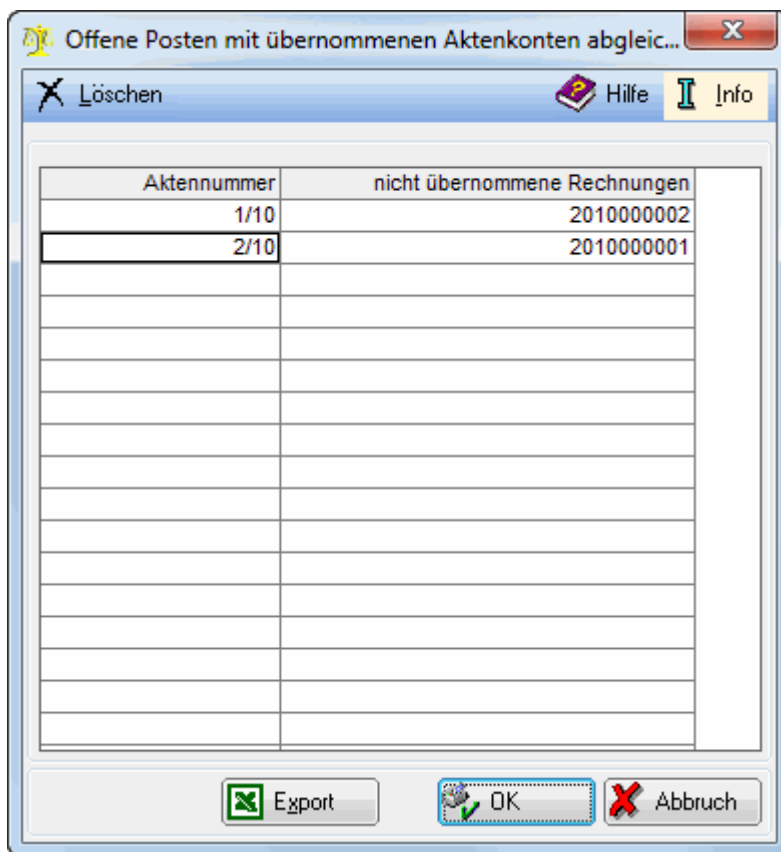 Offene Posten mit übernommenen Aktenkonten abgleic...
Löschen Hilfe Info
Aktennummer nicht übernommene Rechnungen
1/10 2010000002
2/10 2010000001
Export OK Abbruch